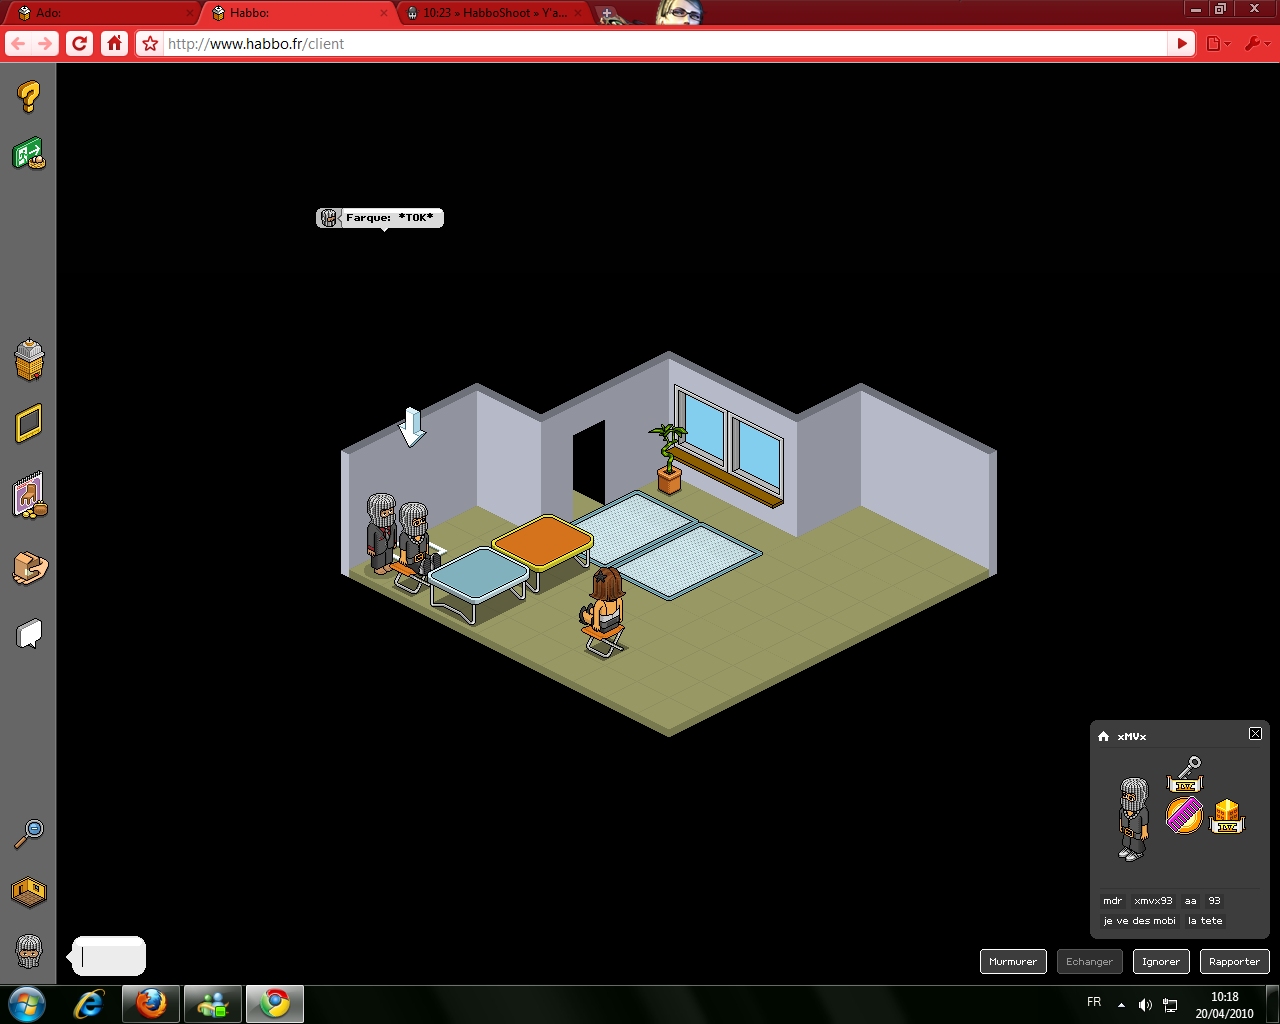 Ado:
Habbo:
10:23 » HabboShoot » Y'a...
http://www.habbo.fr/client
Farque: *TOK*
xMVx
mdr xmvx93 aa 93
je ve des mobi la tete
Murmurer Echanger Ignorer Rapporter
FR
10:18
20/04/2010